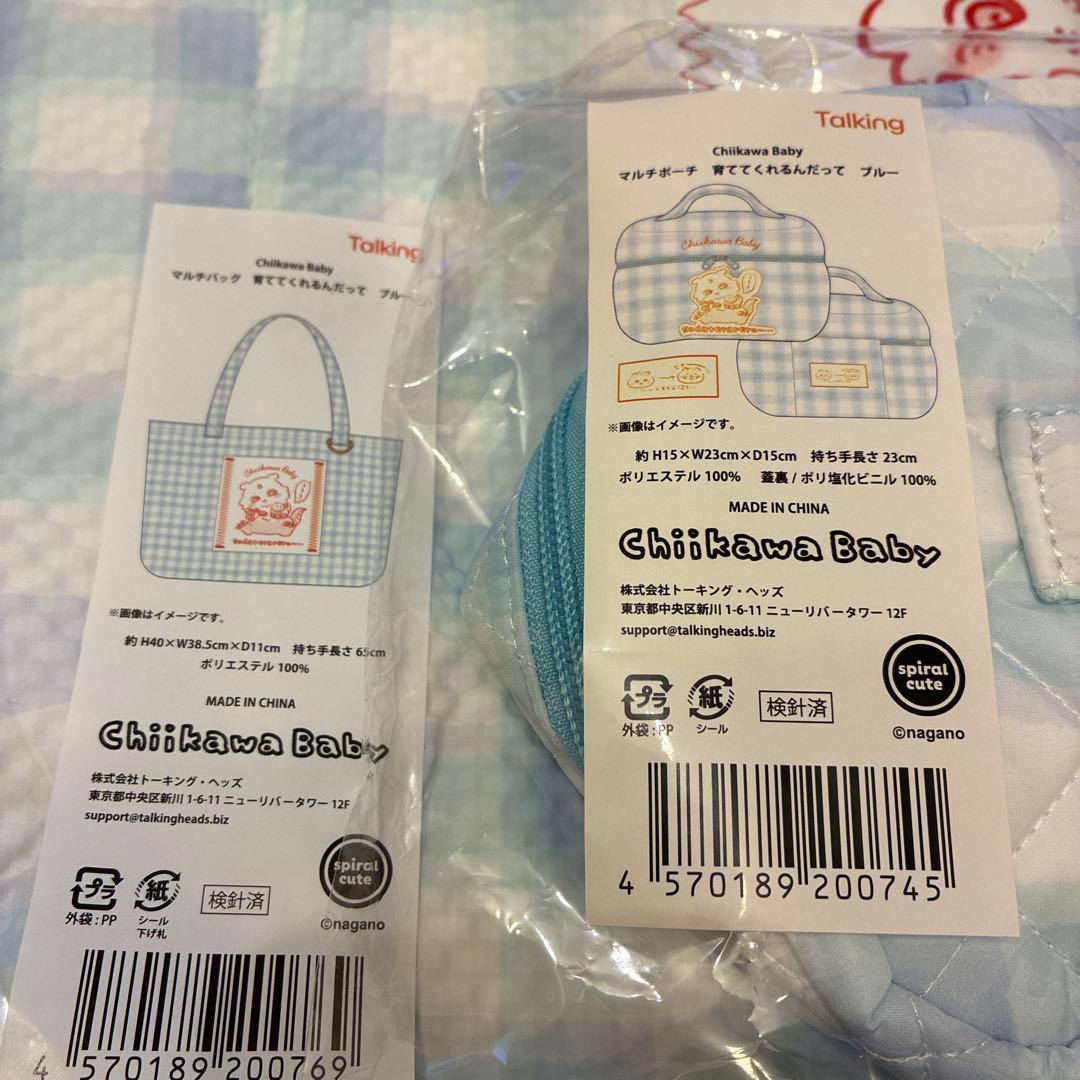 Talking
Chiikawa Baby
マルチバッグ 育ててくれるんだって ブルー
Chiikawa Baby
※画像はイメージです。
約 H40×W38.5cm×D11cm 持ち手長さ 65cm
ポリエステル 100%
MADE IN CHINA
Chiikawa Baby
株式会社トーキング・ヘッズ
東京都中央区新川 1-6-11 ニューリバータワー 12F
support@talkingheads.biz
プラ
外袋 : PP
紙
シール
下げ札
検針済
spiral
cute
©nagano
4 570189 200769
Talking
Chiikawa Baby
マルチポーチ 育ててくれるんだって ブルー
Chiikawa Baby
sodaterareru
※画像はイメージです。
約 H15×W23cm×D15cm 持ち手長さ 23cm
ポリエステル 100% 蓋裏 / ポリ塩化ビニル 100%
MADE IN CHINA
Chiikawa Baby
株式会社トーキング・ヘッズ
東京都中央区新川 1-6-11 ニューリバータワー 12F
support@talkingheads.biz
プラ
外袋 : PP
紙
シール
検針済
spiral
cute
©nagano
4 570189 200745